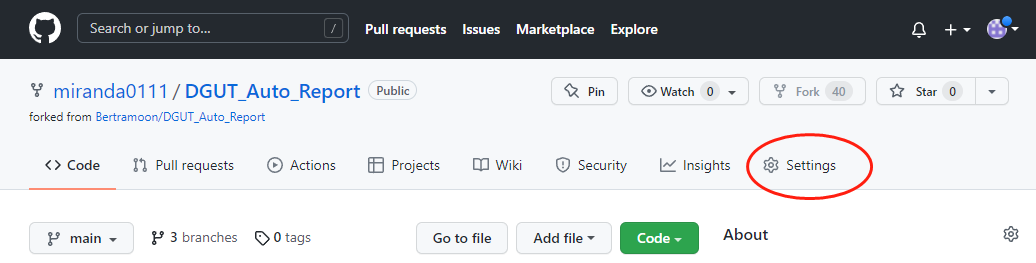 Search or jump to... / Pull requests Issues Marketplace Explore
miranda0111 / DGUT_Auto_Report Public Pin Watch 0 Fork 40 Star 0
forked from Bertramoon/DGUT_Auto_Report
<> Code Pull requests Actions Projects Wiki Security Insights Settings
main 3 branches 0 tags Go to file Add file Code About